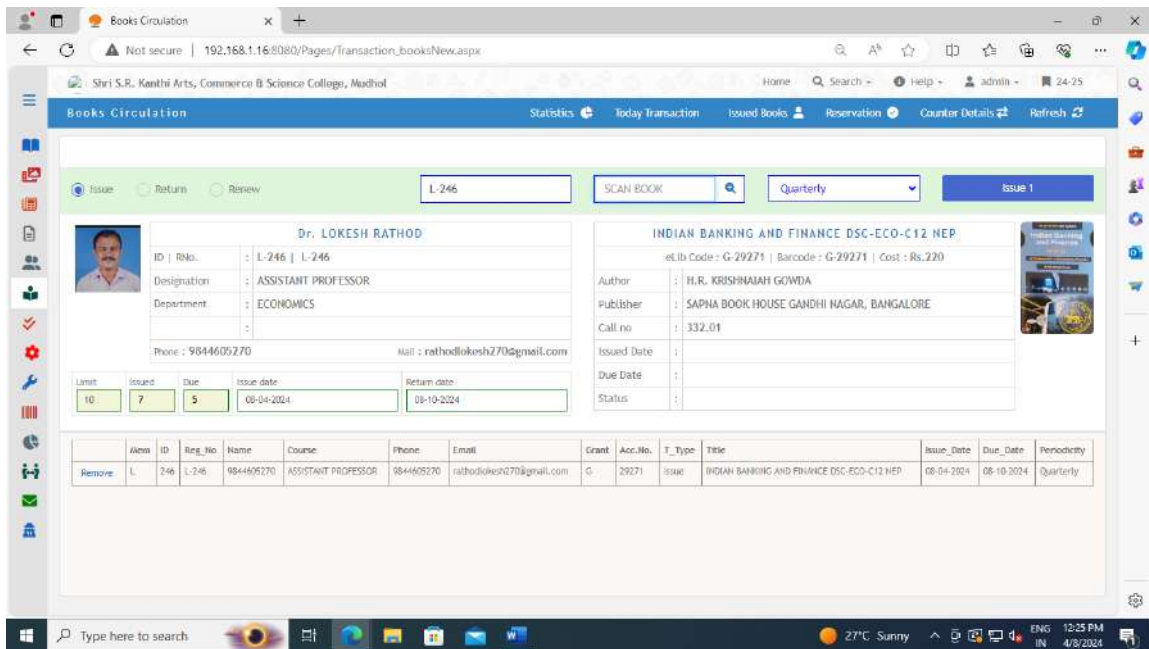 Books Circulation
Not secure | 192.168.1.16:8080/Pages/Transaction_booksNew.aspx
Shri S.R. Kanthi Arts, Commerce & Science College, Mudhol
Home Search Help admin 24-25
Books Circulation Statistics Today Transaction Issued Books Reservation Counter Details Refresh
Issue Return Renew L-246 SCAN BOOK Quarterly Issue 1
Dr. LOKESH RATHOD
ID | RNo. : L-246 | L-246
Designation : ASSISTANT PROFESSOR
Department : ECONOMICS
:
Phone : 9844605270 Mail : rathodlokesh270@gmail.com
Limit Issued Due Issue date Return date
10 7 5 08-04-2024 08-10-2024
INDIAN BANKING AND FINANCE DSC-ECO-C12 NEP
eLib Code : G-29271 | Barcode : G-29271 | Cost : Rs.220
Author : H.R. KRISHNAIAH GOWDA
Publisher : SAPNA BOOK HOUSE GANDHI NAGAR, BANGALORE
Call no : 332.01
Issued Date :
Due Date :
Status :
Mem ID Reg_No Name Course Phone Email Grant Acc.No. T_Type Title Issue_Date Due_Date Periodicity
Remove L 246 L-246 9844605270 ASSISTANT PROFESSOR 9844605270 rathodlokesh270@gmail.com G 29271 Issue INDIAN BANKING AND FINANCE DSC-ECO-C12 NEP 08-04-2024 08-10-2024 Quarterly
Type here to search
27°C Sunny
ENG
IN
12:25 PM
4/8/2024